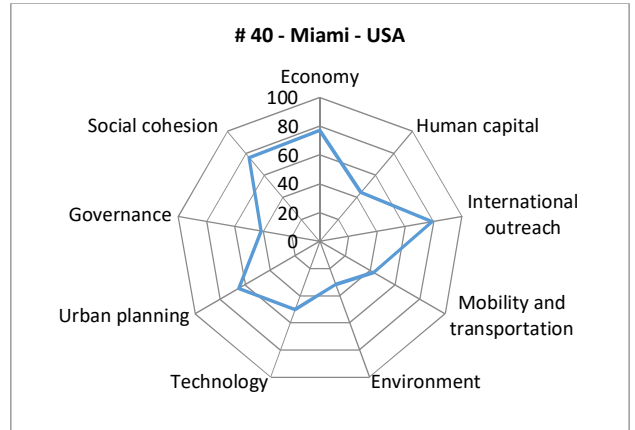 # 40 - Miami - USA
Economy
100
80
60
40
20
0
Human capital
International
outreach
Mobility and
transportation
Environment
Technology
Urban planning
Governance
Social cohesion